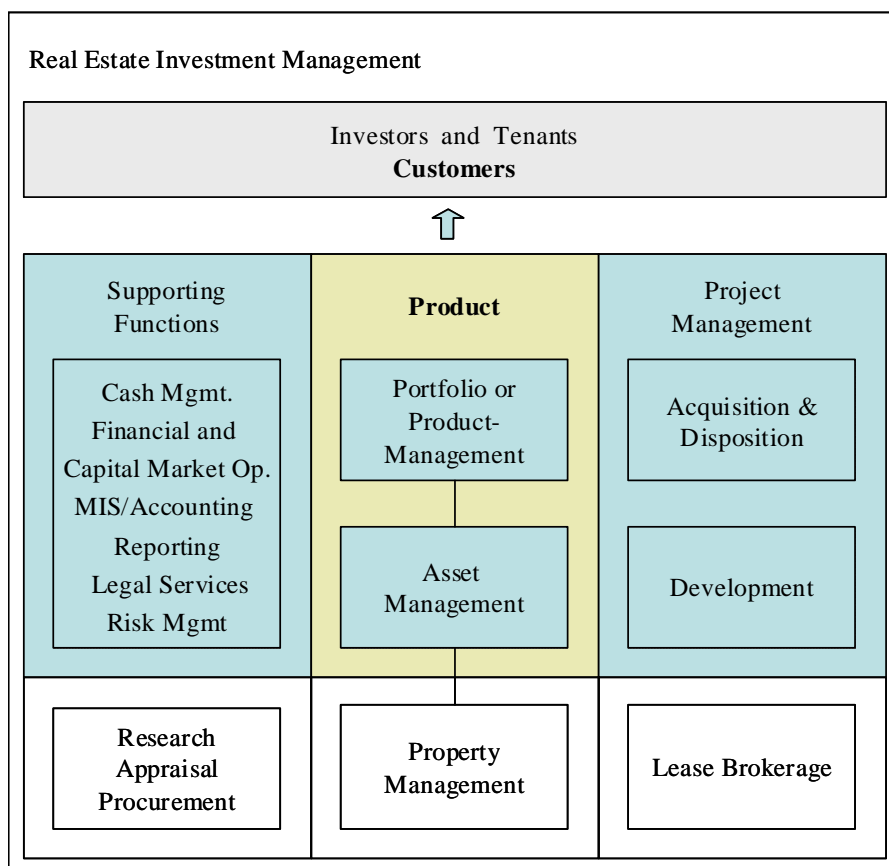 Real Estate Investment Management
Investors and Tenants
Customers
Supporting
Functions
Cash Mgmt.
Financial and
Capital Market Op.
MIS/Accounting
Reporting
Legal Services
Risk Mgmt
Product
Portfolio or
Product-
Management
Asset
Management
Project
Management
Acquisition &
Disposition
Development
Research
Appraisal
Procurement
Property
Management
Lease Brokerage